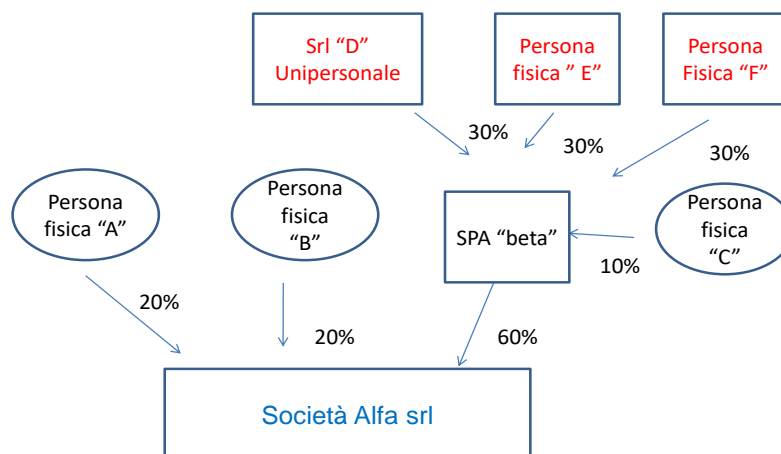 Srl “D”
Unipersonale
Persona
fisica ” E”
Persona
Fisica “F”
30%
30%
30%
Persona
fisica “A”
Persona
fisica
“B”
SPA “beta”
Persona
fisica
“C”
10%
20%
20%
60%
Società Alfa srl